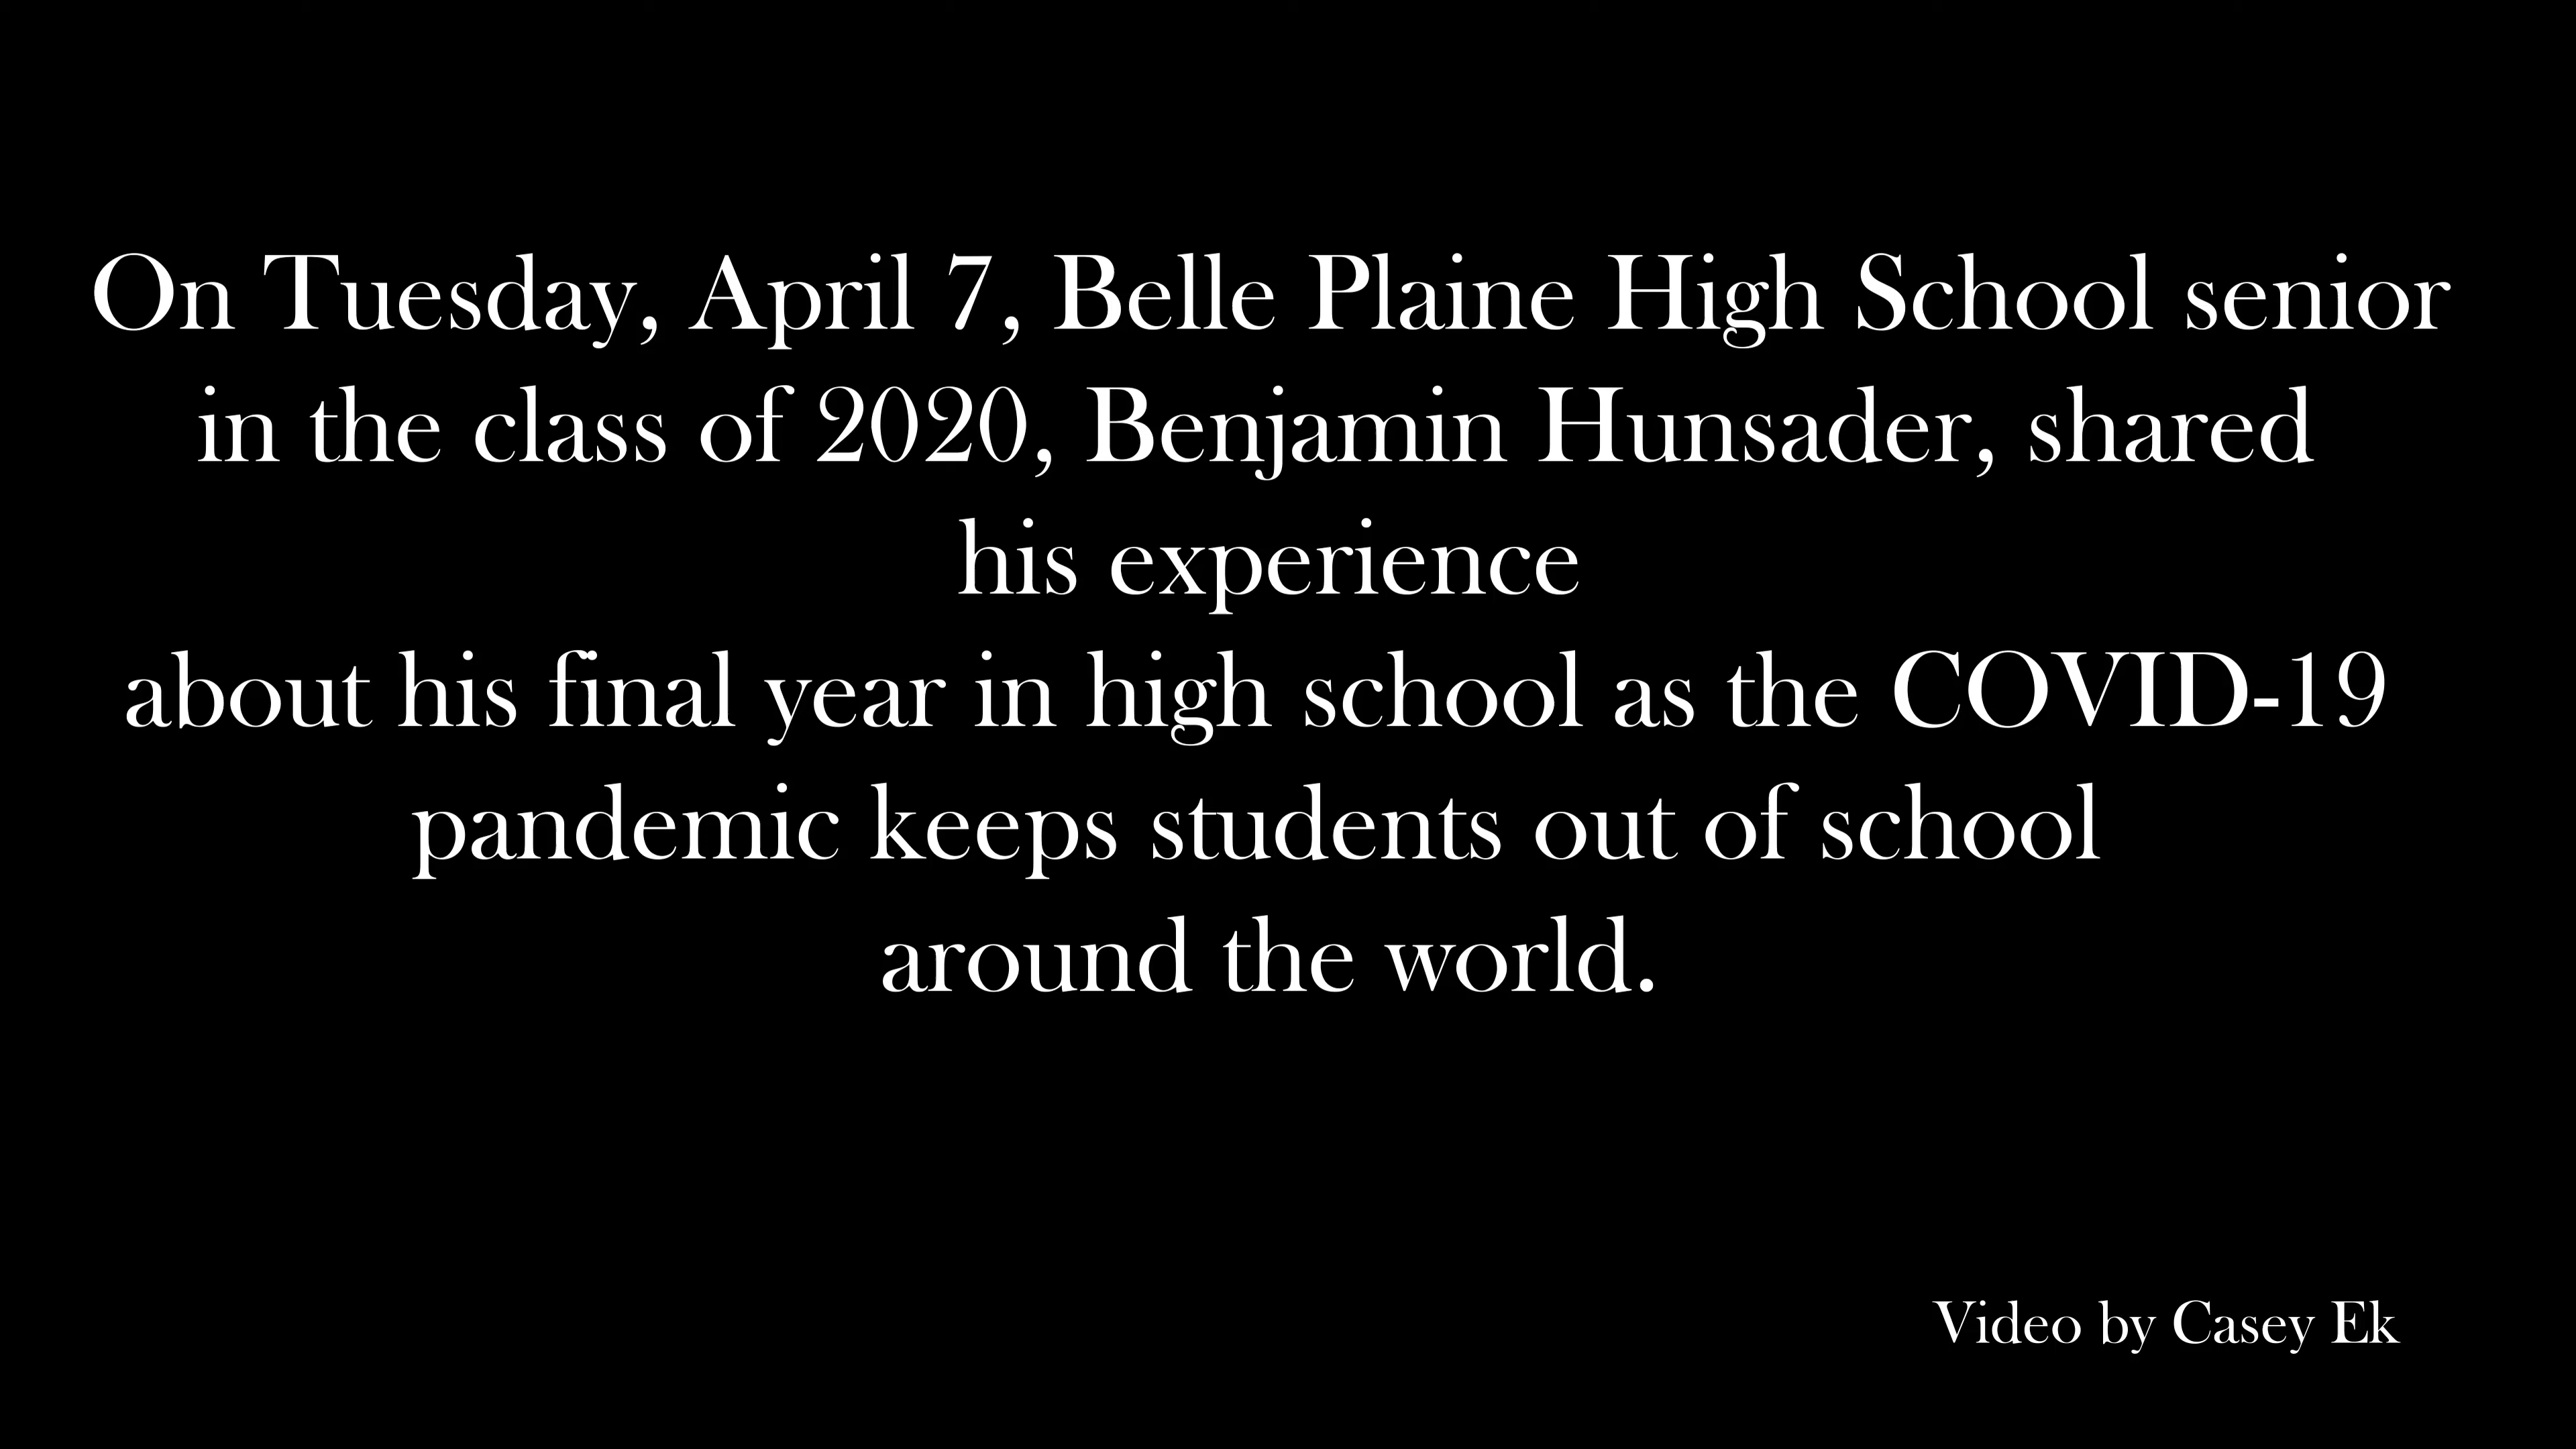 On Tuesday, April 7, Belle Plaine High School senior
in the class of 2020, Benjamin Hunsader, shared
his experience
about his final year in high school as the COVID-19
pandemic keeps students out of school
around the world.
Video by Casey Ek